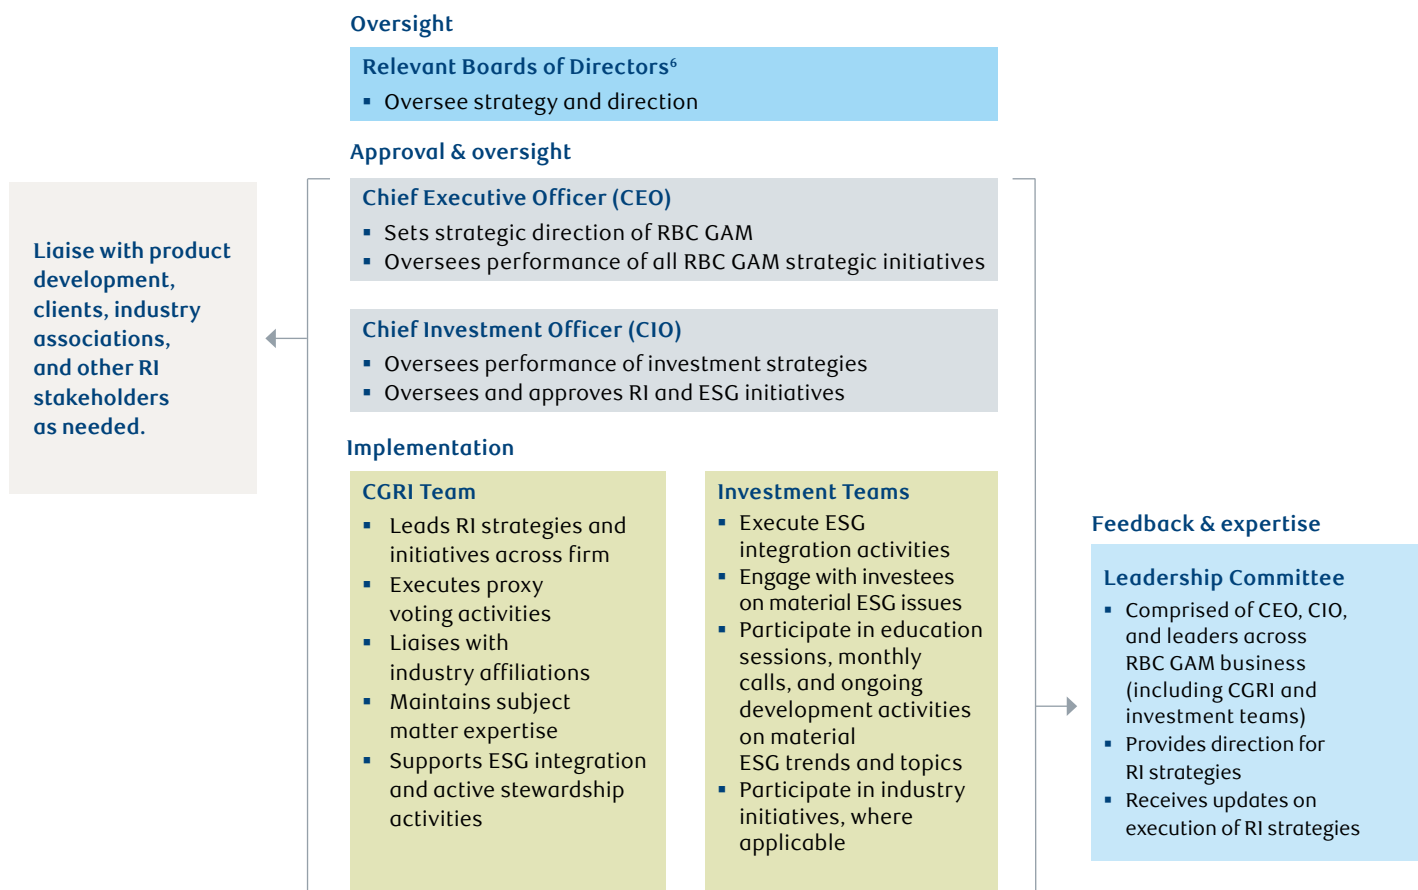 Oversight
Relevant Boards of Directors⁶
▪ Oversee strategy and direction
Approval & oversight
Chief Executive Officer (CEO)
▪ Sets strategic direction of RBC GAM
▪ Oversees performance of all RBC GAM strategic initiatives
Chief Investment Officer (CIO)
▪ Oversees performance of investment strategies
▪ Oversees and approves RI and ESG initiatives
Liaise with product
development,
clients, industry
associations,
and other RI
stakeholders
as needed.
Implementation
CGRI Team
▪ Leads RI strategies and
initiatives across firm
▪ Executes proxy
voting activities
▪ Liaises with
industry affiliations
▪ Maintains subject
matter expertise
▪ Supports ESG integration
and active stewardship
activities
Investment Teams
▪ Execute ESG
integration activities
▪ Engage with investees
on material ESG issues
▪ Participate in education
sessions, monthly
calls, and ongoing
development activities
on material
ESG trends and topics
▪ Participate in industry
initiatives, where
applicable
Feedback & expertise
Leadership Committee
▪ Comprised of CEO, CIO,
and leaders across
RBC GAM business
(including CGRI and
investment teams)
▪ Provides direction for
RI strategies
▪ Receives updates on
execution of RI strategies